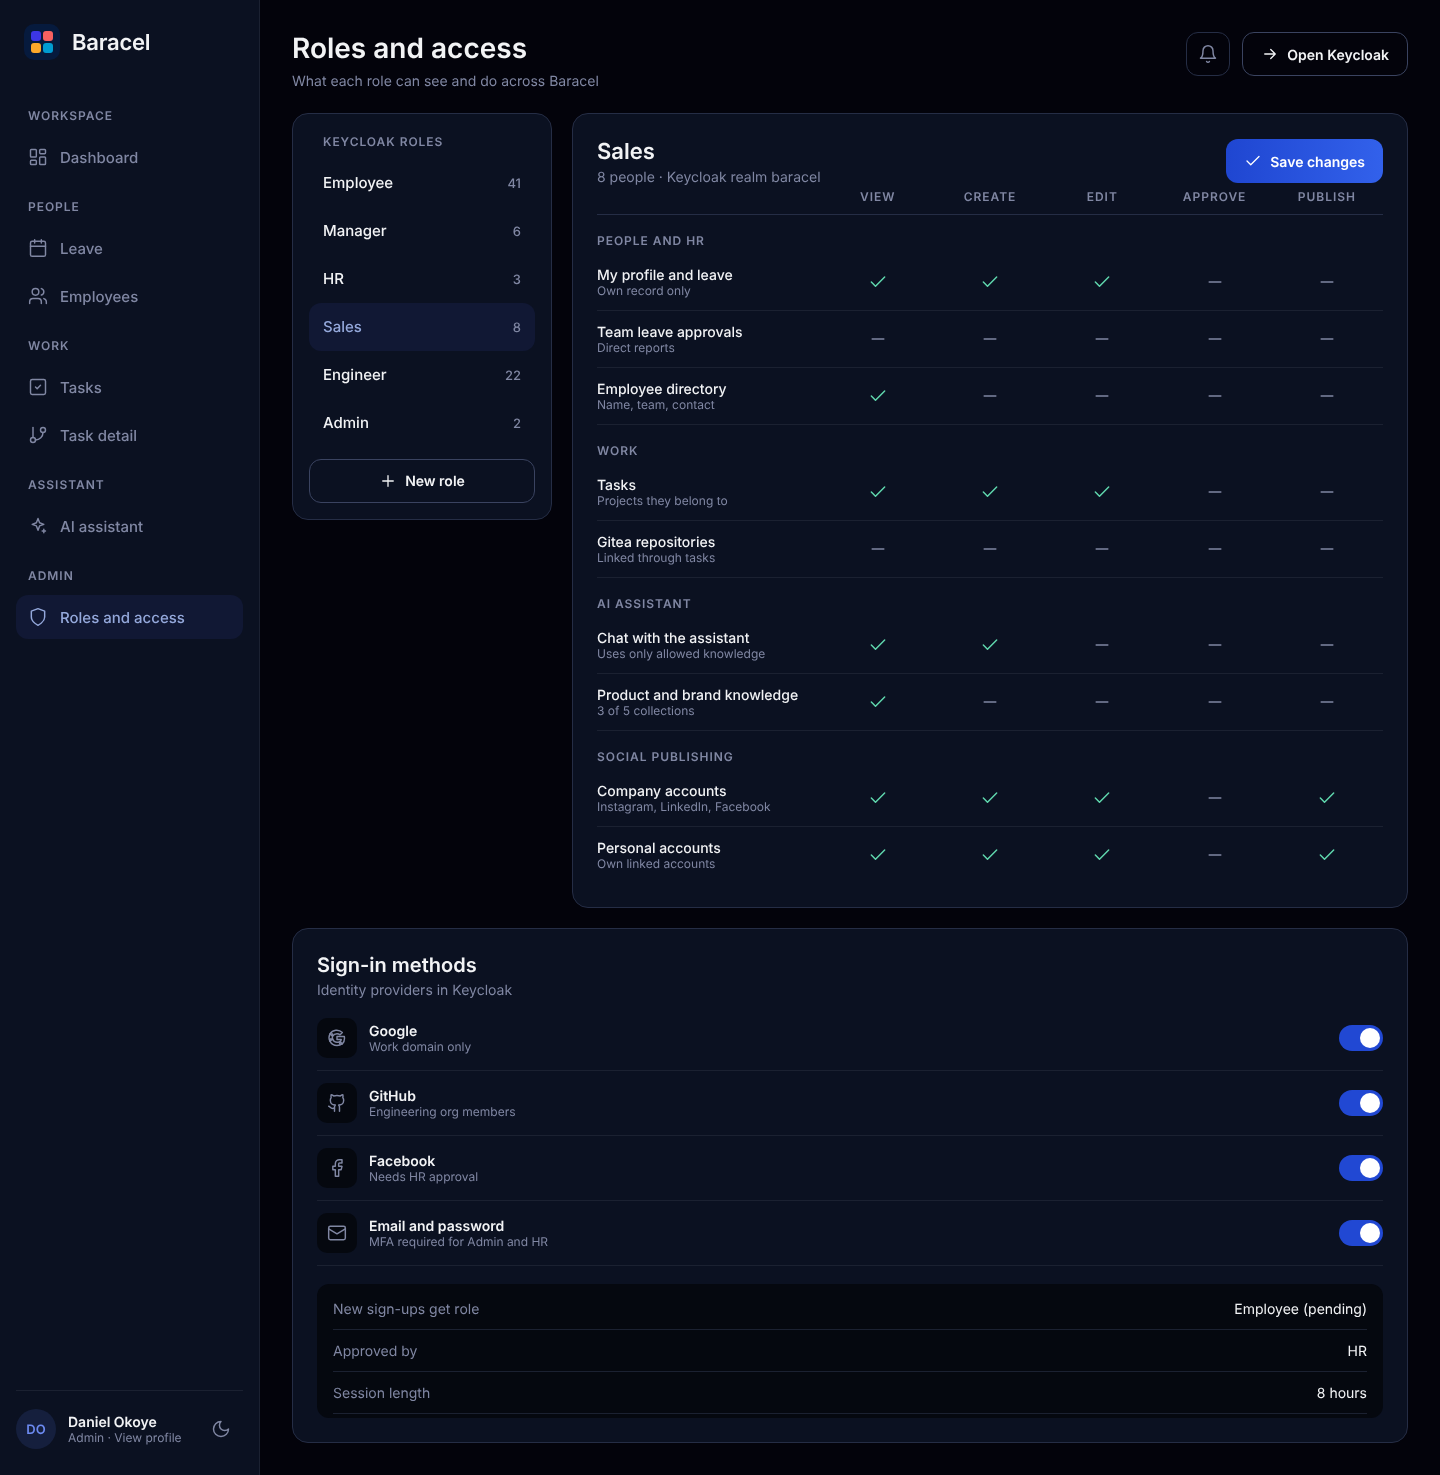 Baracel
WORKSPACE
Dashboard
PEOPLE
Leave
Employees
WORK
Tasks
Task detail
ASSISTANT
AI assistant
ADMIN
Roles and access
DO
Daniel Okoye
Admin · View profile
Roles and access
What each role can see and do across Baracel
Open Keycloak
KEYCLOAK ROLES
Employee 41
Manager 6
HR 3
Sales 8
Engineer 22
Admin 2
New role
Sales
8 people · Keycloak realm baracel
Save changes
VIEW CREATE EDIT APPROVE PUBLISH
PEOPLE AND HR
My profile and leave
Own record only
Team leave approvals
Direct reports
Employee directory
Name, team, contact
WORK
Tasks
Projects they belong to
Gitea repositories
Linked through tasks
AI ASSISTANT
Chat with the assistant
Uses only allowed knowledge
Product and brand knowledge
3 of 5 collections
SOCIAL PUBLISHING
Company accounts
Instagram, LinkedIn, Facebook
Personal accounts
Own linked accounts
Sign-in methods
Identity providers in Keycloak
Google
Work domain only
GitHub
Engineering org members
Facebook
Needs HR approval
Email and password
MFA required for Admin and HR
New sign-ups get role Employee (pending)
Approved by HR
Session length 8 hours